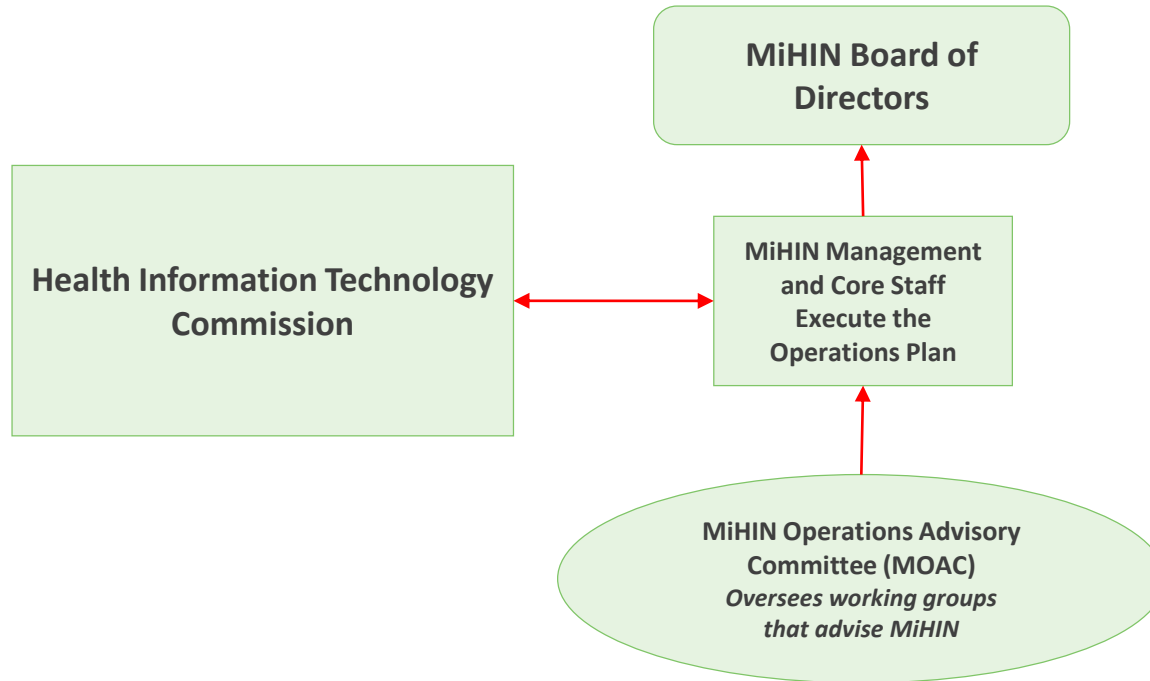 MiHIN Board of
Directors
Health Information Technology
Commission
MiHIN Management
and Core Staff
Execute the
Operations Plan
MiHIN Operations Advisory
Committee (MOAC)
Oversees working groups
that advise MiHIN